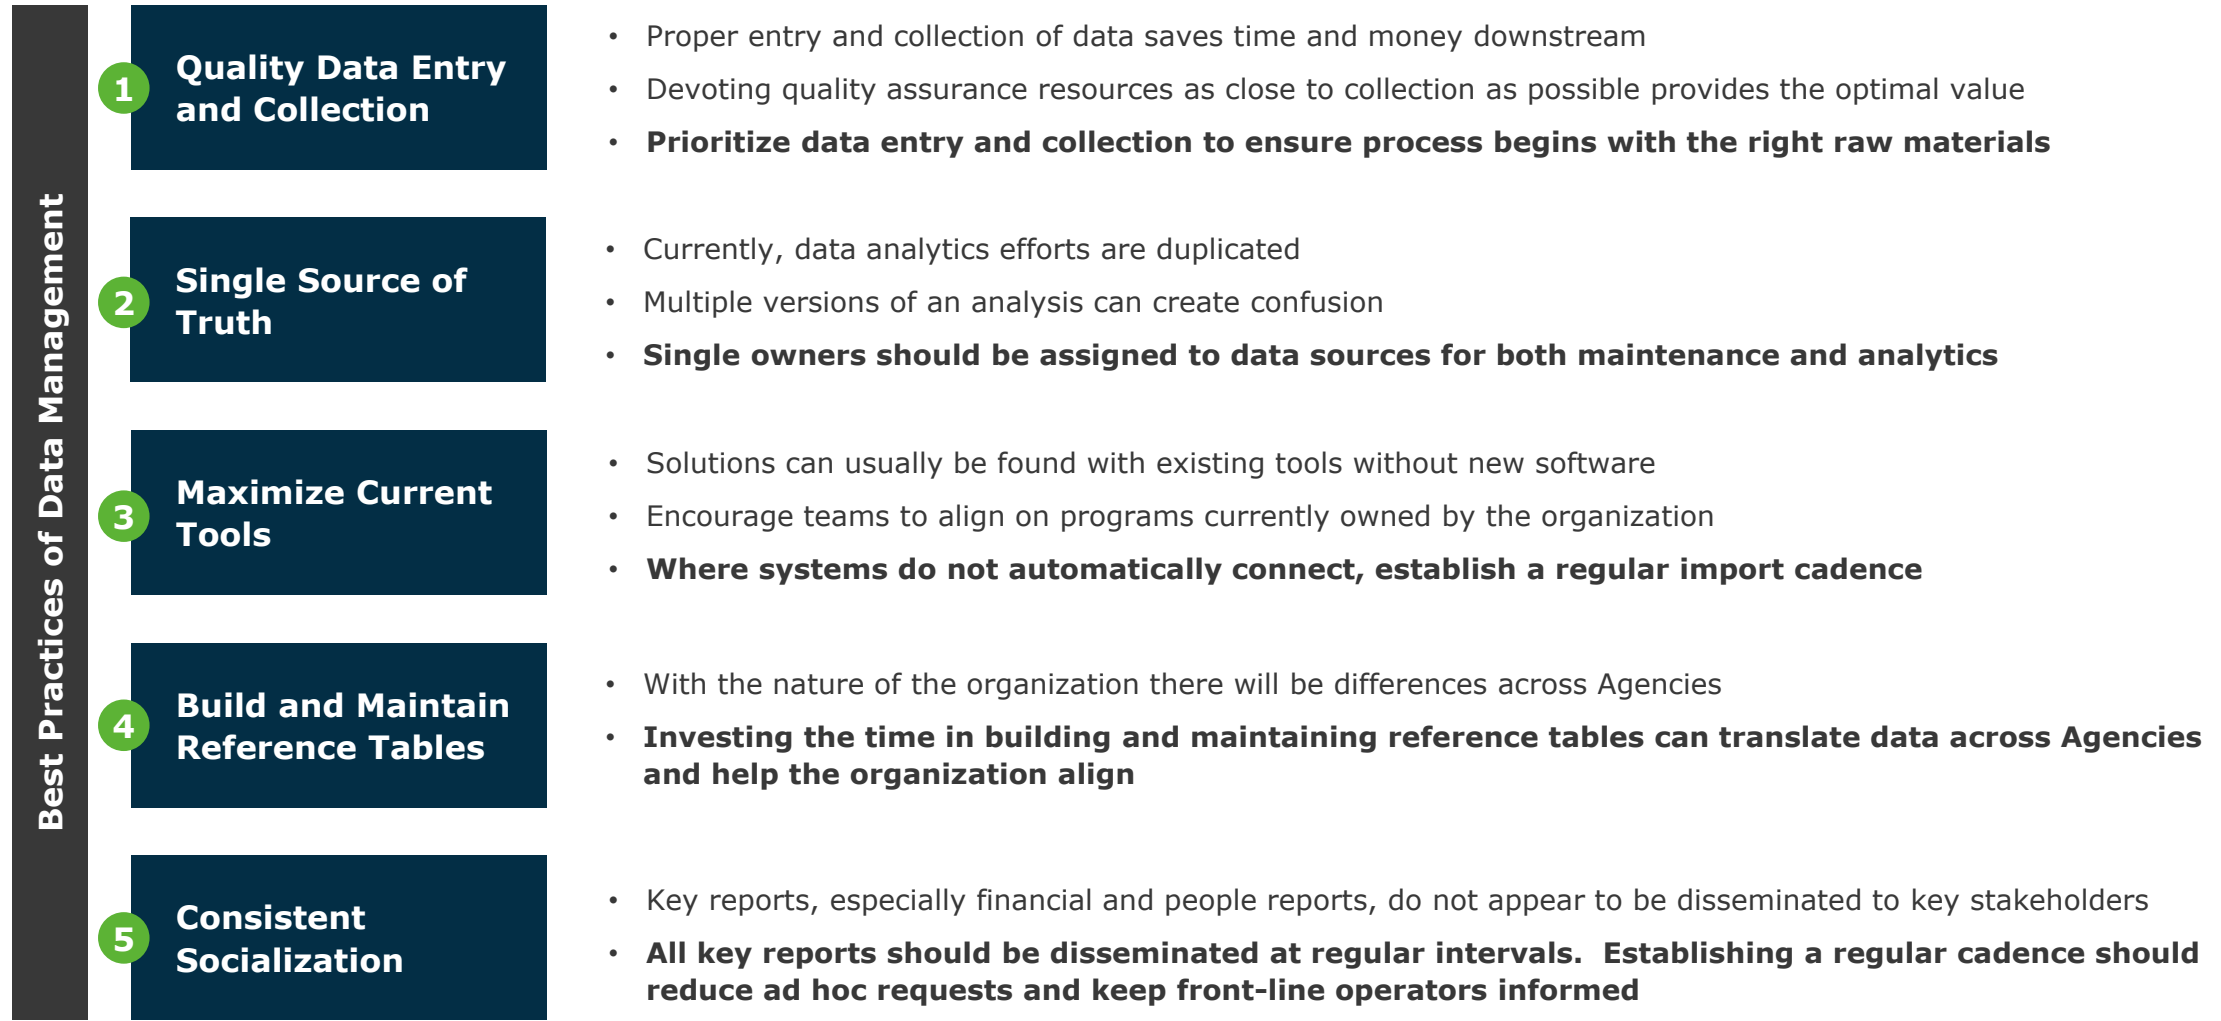 Best Practices of Data Management
1
Quality Data Entry
and Collection
• Proper entry and collection of data saves time and money downstream
• Devoting quality assurance resources as close to collection as possible provides the optimal value
• Prioritize data entry and collection to ensure process begins with the right raw materials
2
Single Source of
Truth
• Currently, data analytics efforts are duplicated
• Multiple versions of an analysis can create confusion
• Single owners should be assigned to data sources for both maintenance and analytics
3
Maximize Current
Tools
• Solutions can usually be found with existing tools without new software
• Encourage teams to align on programs currently owned by the organization
• Where systems do not automatically connect, establish a regular import cadence
4
Build and Maintain
Reference Tables
• With the nature of the organization there will be differences across Agencies
• Investing the time in building and maintaining reference tables can translate data across Agencies
and help the organization align
5
Consistent
Socialization
• Key reports, especially financial and people reports, do not appear to be disseminated to key stakeholders
• All key reports should be disseminated at regular intervals.  Establishing a regular cadence should
reduce ad hoc requests and keep front-line operators informed